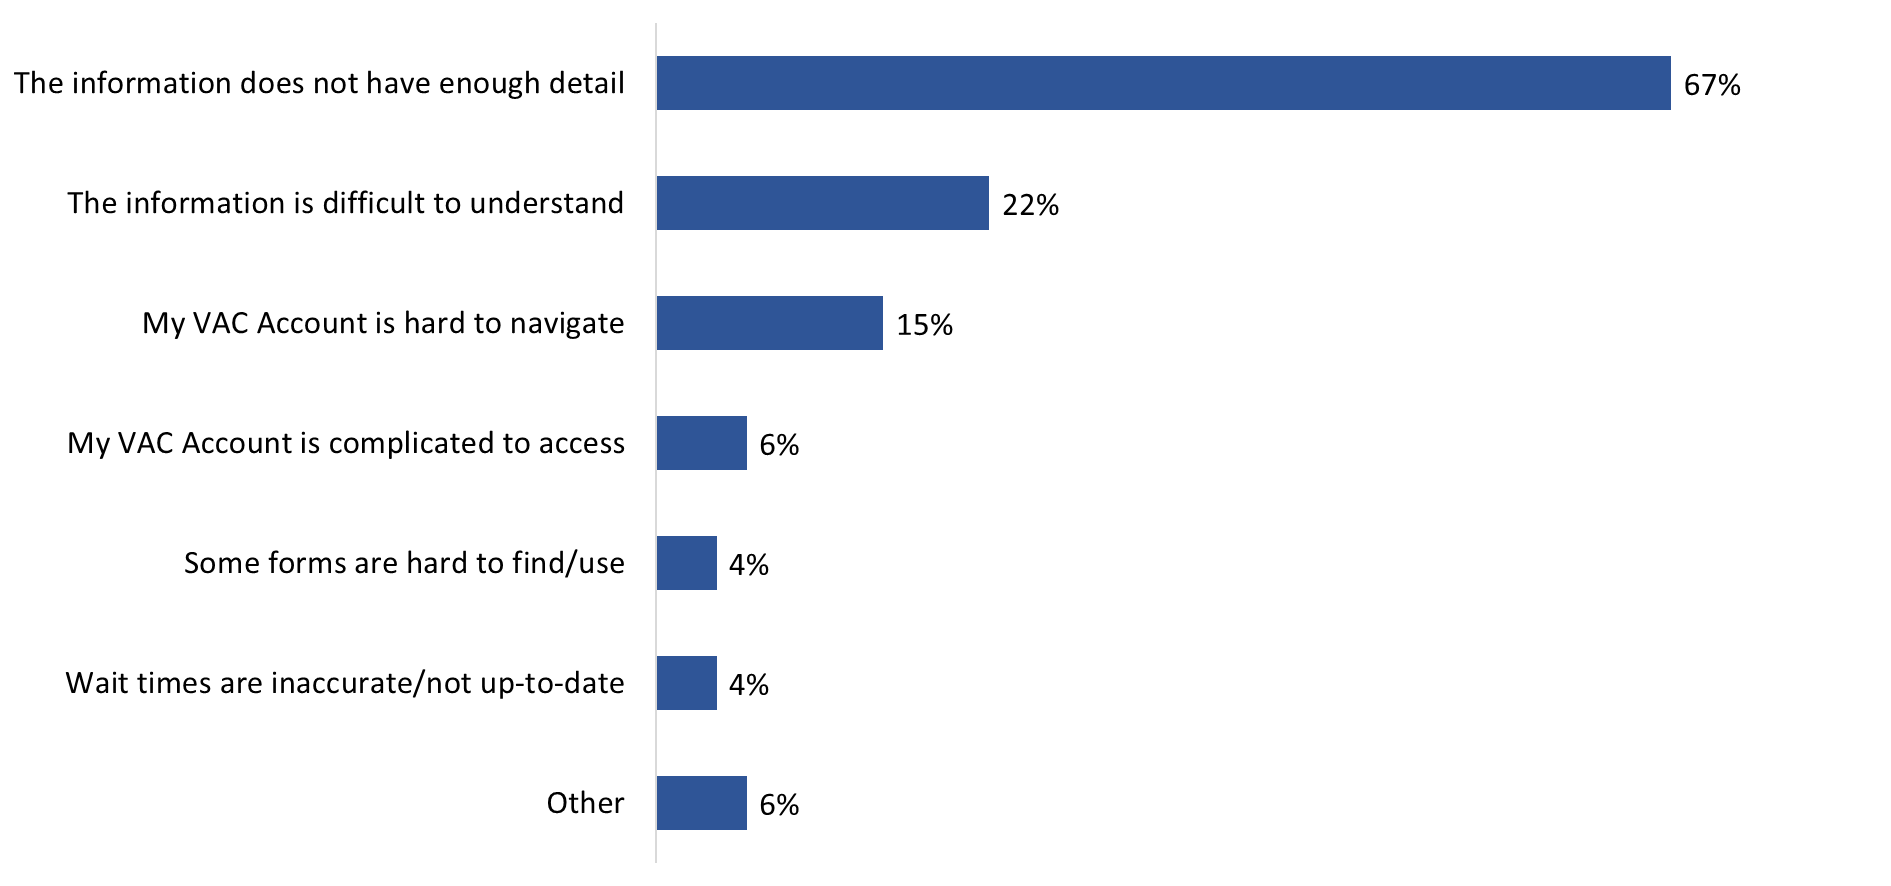 The information does not have enough detail 67%
The information is difficult to understand 22%
My VAC Account is hard to navigate 15%
My VAC Account is complicated to access 6%
Some forms are hard to find/use 4%
Wait times are inaccurate/not up-to-date 4%
Other 6%